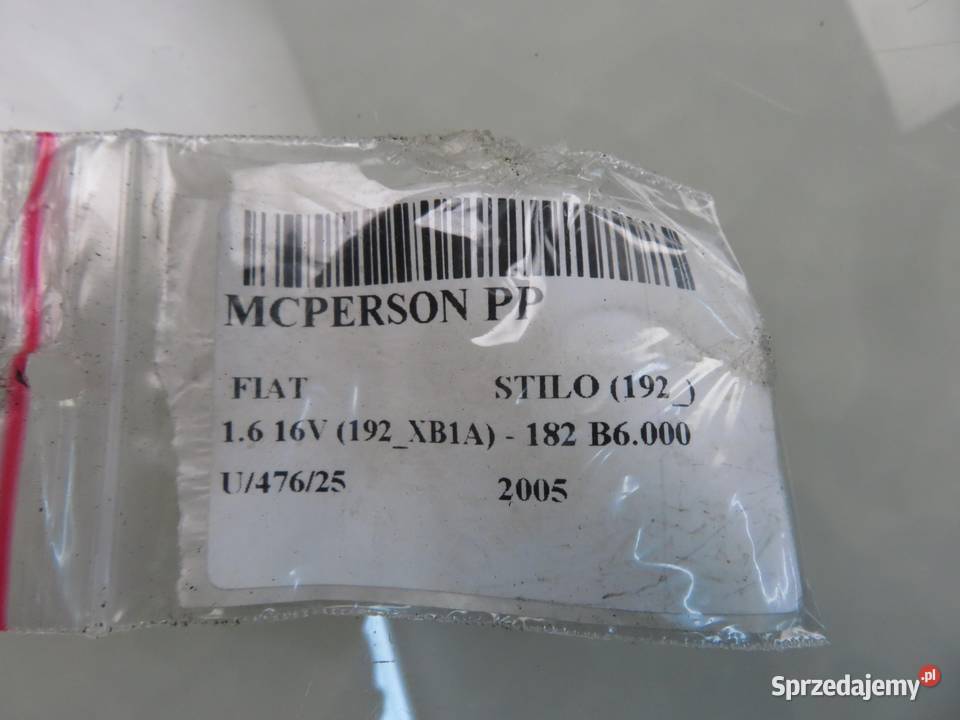 MCPERSON PP
FIAT STILO (192_)
1.6 16V (192_XB1A) - 182 B6.000
U/476/25 2005
Sprzedajemy.pl